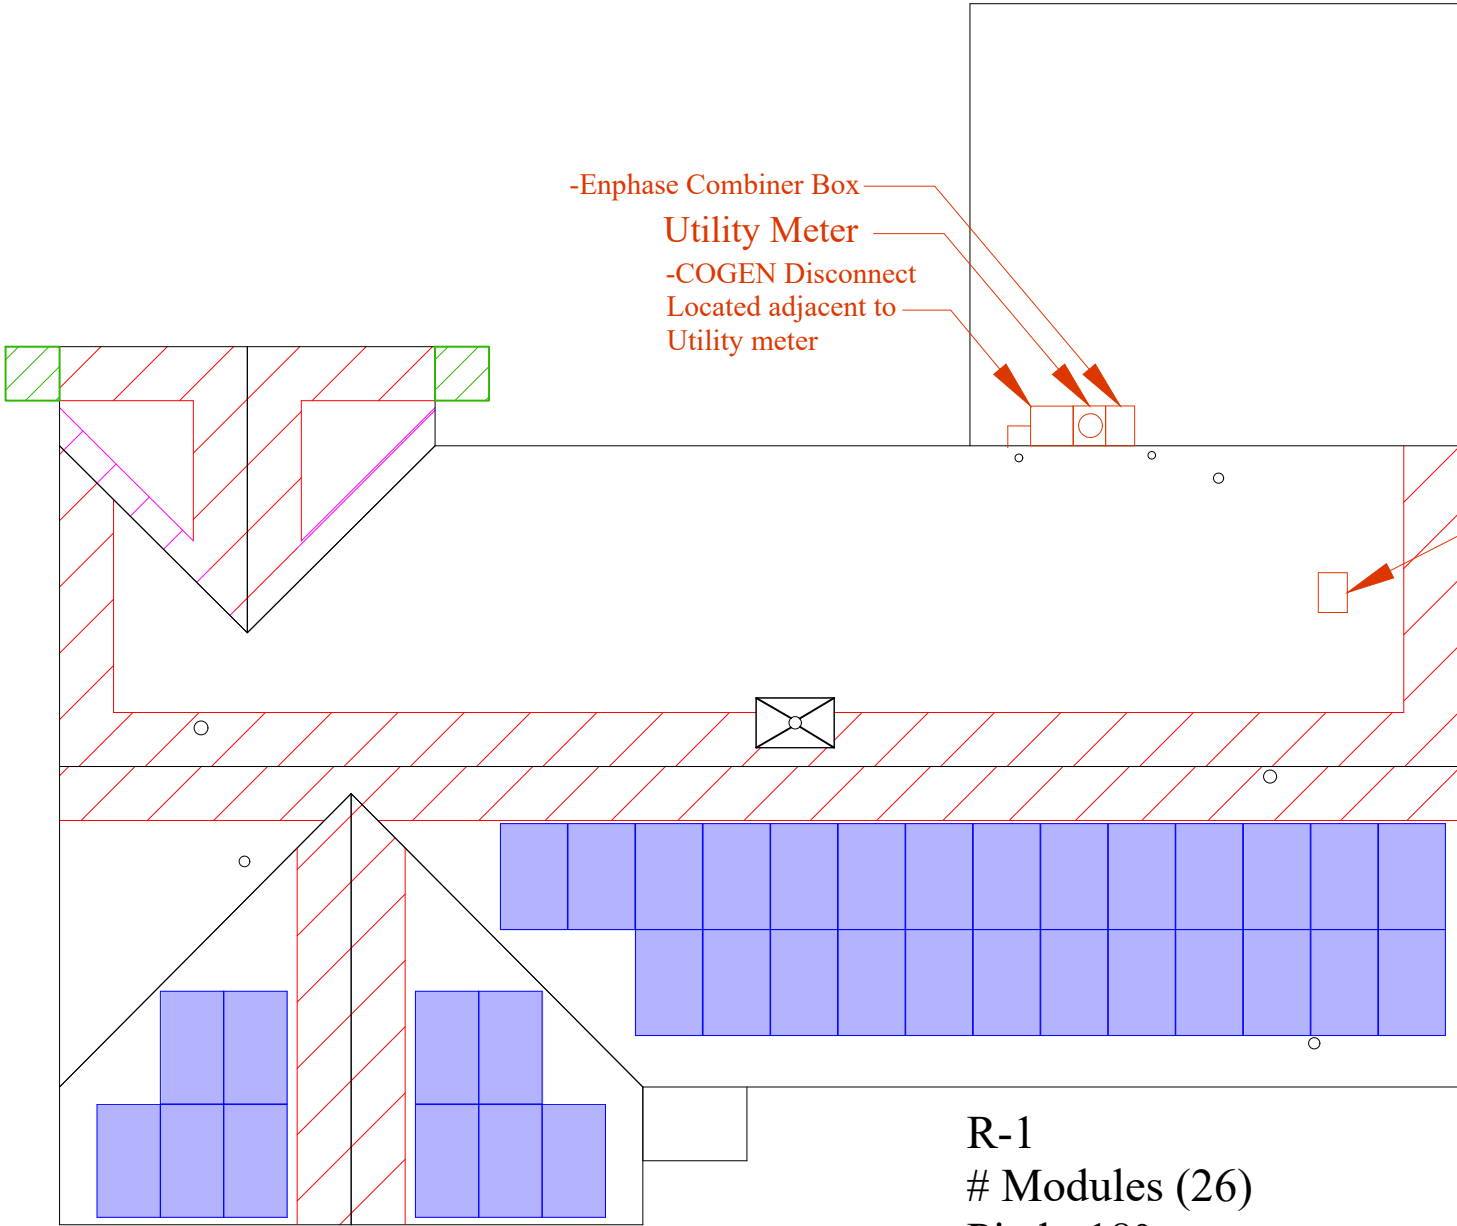 -Enphase Combiner Box
Utility Meter
-COGEN Disconnect
Located adjacent to
Utility meter
R-1
# Modules (26)